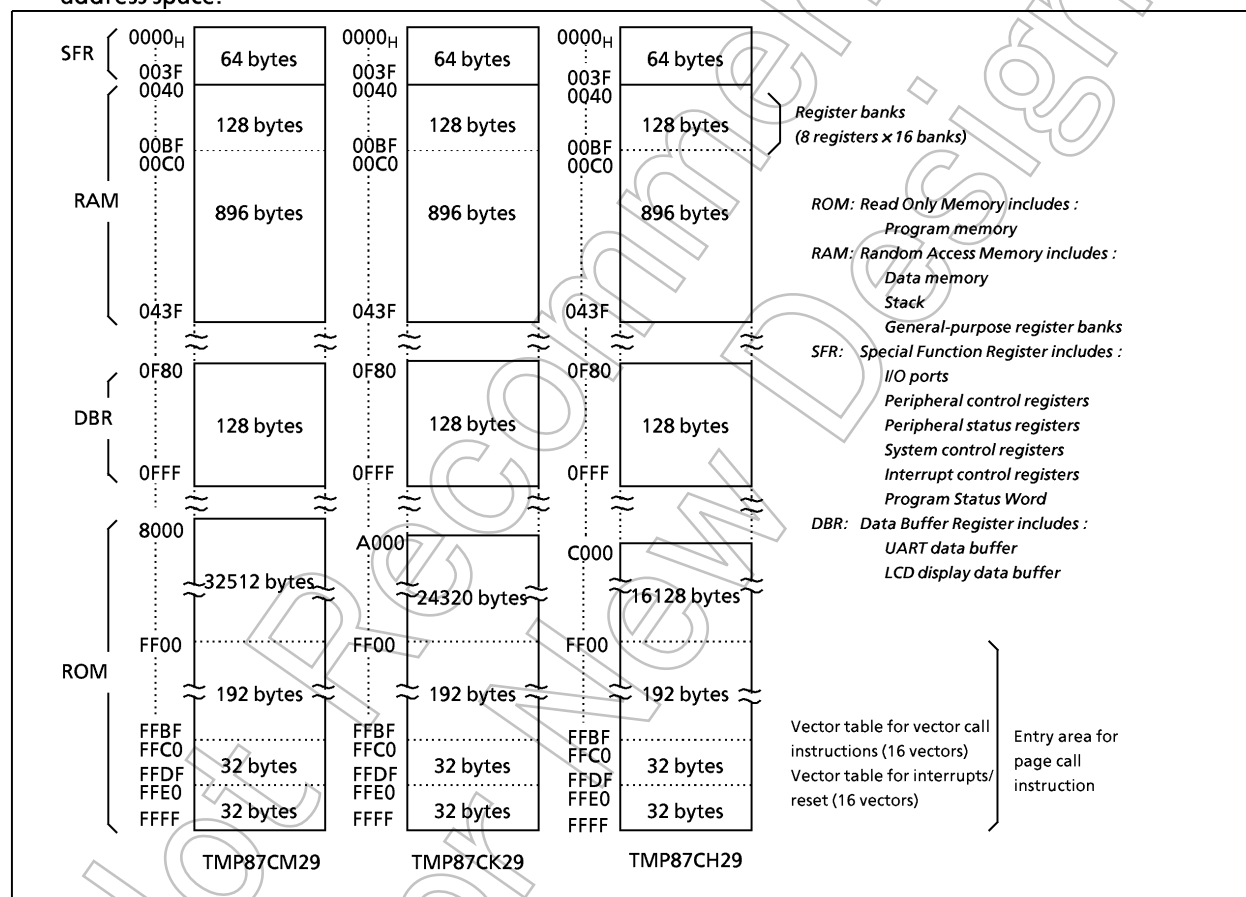 address space.
SFR
0000H
64 bytes
003F
0000H
64 bytes
003F
0000H
64 bytes
003F
RAM
0040
128 bytes
00BF
00C0
896 bytes
043F
0040
128 bytes
00BF
00C0
896 bytes
043F
0040
128 bytes
00BF
00C0
896 bytes
043F
Register banks
(8 registers × 16 banks)
DBR
0F80
128 bytes
0FFF
0F80
128 bytes
0FFF
0F80
128 bytes
0FFF
ROM
8000
32512 bytes
FF00
192 bytes
FFBF
FFC0
32 bytes
FFDF
FFE0
32 bytes
FFFF
TMP87CM29
A000
24320 bytes
FF00
192 bytes
FFBF
FFC0
32 bytes
FFDF
FFE0
32 bytes
FFFF
TMP87CK29
C000
16128 bytes
FF00
192 bytes
FFBF
FFC0
32 bytes
FFDF
FFE0
32 bytes
FFFF
TMP87CH29
ROM: Read Only Memory includes :
Program memory
RAM: Random Access Memory includes :
Data memory
Stack
General-purpose register banks
SFR: Special Function Register includes :
I/O ports
Peripheral control registers
Peripheral status registers
System control registers
Interrupt control registers
Program Status Word
DBR: Data Buffer Register includes :
UART data buffer
LCD display data buffer
Vector table for vector call
instructions (16 vectors)
Vector table for interrupts/
reset (16 vectors)
Entry area for
page call
instruction